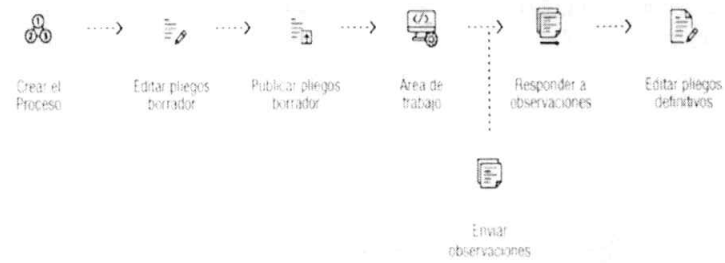 Crear el
Proceso
Editar pliegos
borrador
Publicar pliegos
borrador
Área de
trabajo
Responder a
observaciones
Editar pliegos
definitivos
Enviar
observaciones